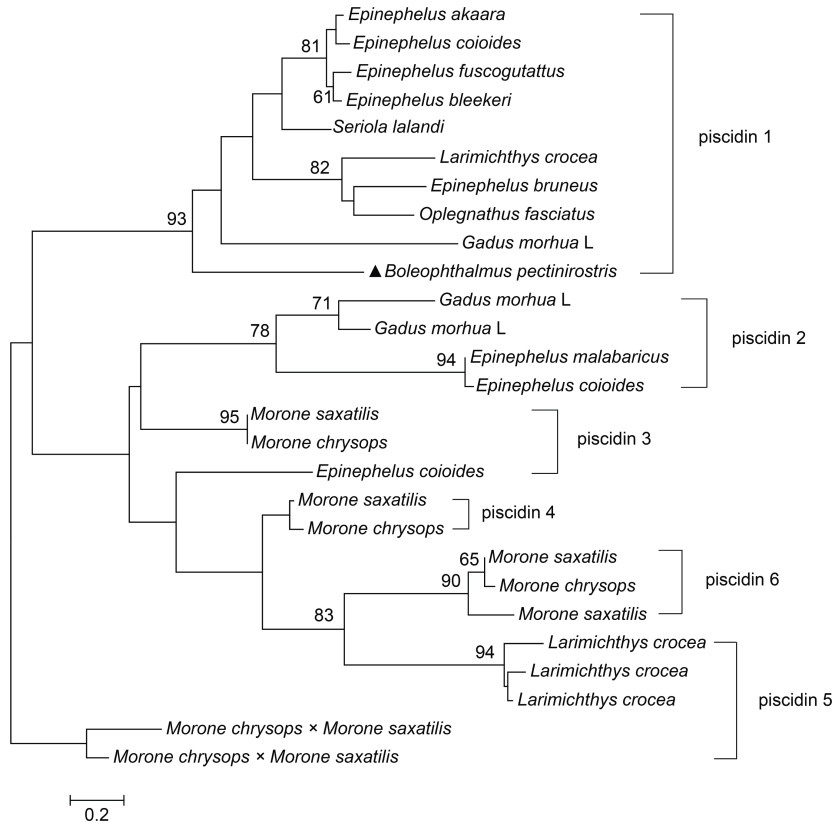 Epinephelus akaara
81
Epinephelus coioides
Epinephelus fuscogutattus
61
Epinephelus bleekeri
Seriola lalandi
piscidin 1
Larimichthys crocea
82
Epinephelus bruneus
Oplegnathus fasciatus
93
Gadus morhua L
▲Boleophthalmus pectinirostris
Gadus morhua L
71
Gadus morhua L
78
piscidin 2
94
Epinephelus malabaricus
Epinephelus coioides
95
Morone saxatilis
Morone chrysops
piscidin 3
Epinephelus coioides
Morone saxatilis
piscidin 4
Morone chrysops
65
Morone saxatilis
90
Morone chrysops
piscidin 6
Morone saxatilis
83
Larimichthys crocea
94
Larimichthys crocea
Larimichthys crocea
piscidin 5
Morone chrysops × Morone saxatilis
Morone chrysops × Morone saxatilis
0.2